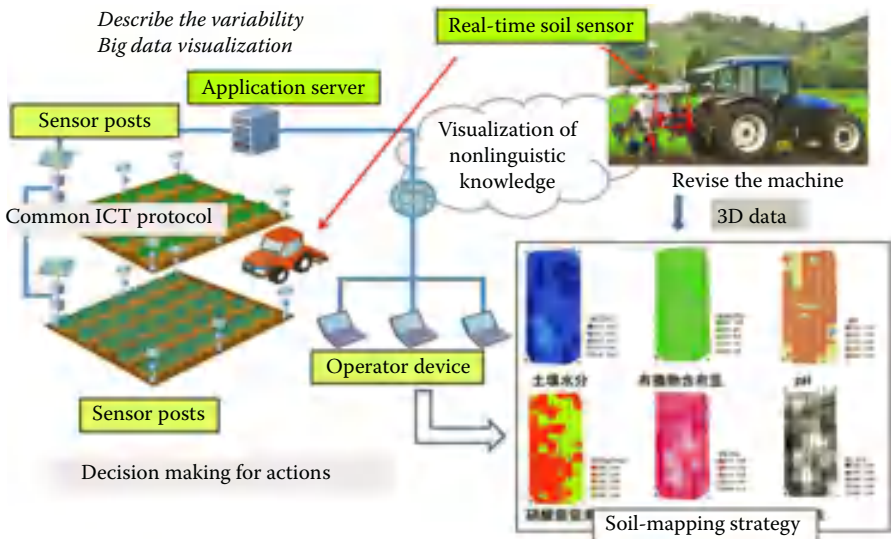 Describe the variability
Big data visualization
Real-time soil sensor
Application server
Sensor posts
Visualization of
nonlinguistic
knowledge
Common ICT protocol
Revise the machine
3D data
Operator device
Sensor posts
Decision making for actions
土壌水分
有機物含有量
pH
Soil-mapping strategy